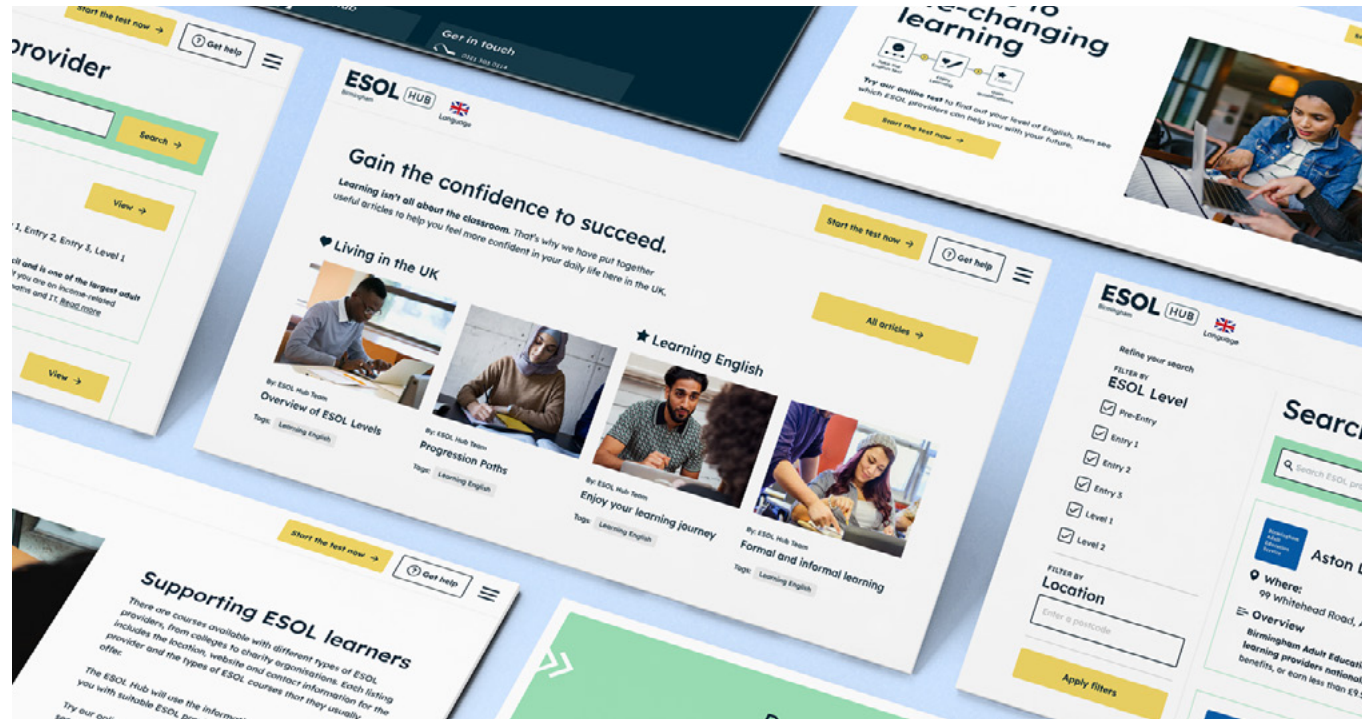 Start the test now →
Get help
provider
Search →
View →
1, Entry 2, Entry 3, Level 1
cil and is one of the largest adult
if you are on income-related
maths and IT. Read more
View →
Get in touch
ESOL HUB
Birmingham
Language
Gain the confidence to succeed.
Learning isn't all about the classroom. That's why we have put together
useful articles to help you feel more confident in your daily life here in the UK.
Start the test now →
Get help
All articles →
Living in the UK
Learning English
By: ESOL Hub Team
Overview of ESOL Levels
Tags: Learning English
By: ESOL Hub Team
Progression Paths
Tags: Learning English
By: ESOL Hub Team
Enjoy your learning journey
Tags: Learning English
By: ESOL Hub Team
Formal and informal learning
Tags: Learning English
learning
Try our online test to find out your level of English, then see
which ESOL providers can help you with your future.
Start the test now →
ESOL HUB
Birmingham
Language
Refine your search
FILTER BY
ESOL Level
Pre-Entry
Entry 1
Entry 2
Entry 3
Level 1
Level 2
FILTER BY
Location
Enter a postcode
Apply filters
Search ESOL
Birmingham
Adult
Education
Service
Aston
Where:
99 Whitehead Road,
Overview
Birmingham Adult
learning providers
benefits, or earn less than
Start the test now →
Get help
Supporting ESOL learners
There are courses available with different types of ESOL
providers, from colleges to charity organisations. Each listing
includes the location, website and contact information for the
provider and the types of ESOL courses that they usually
offer.
The ESOL Hub will use the
you with suitable ESOL